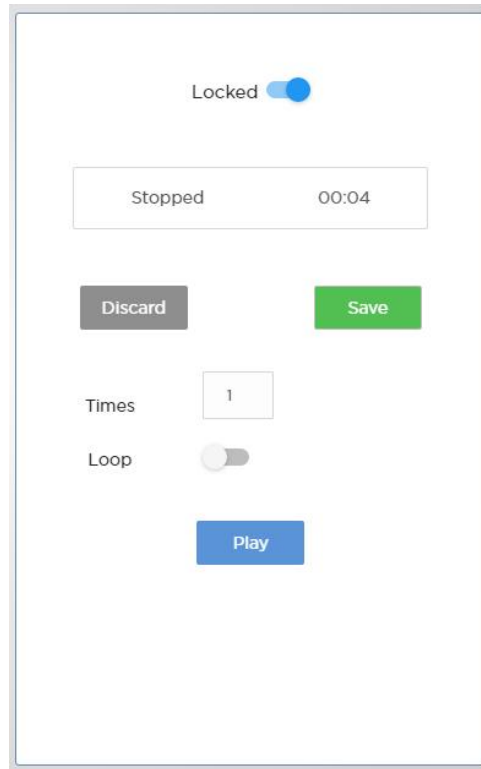 Locked
Stopped 00:04
Discard Save
Times 1
Loop
Play